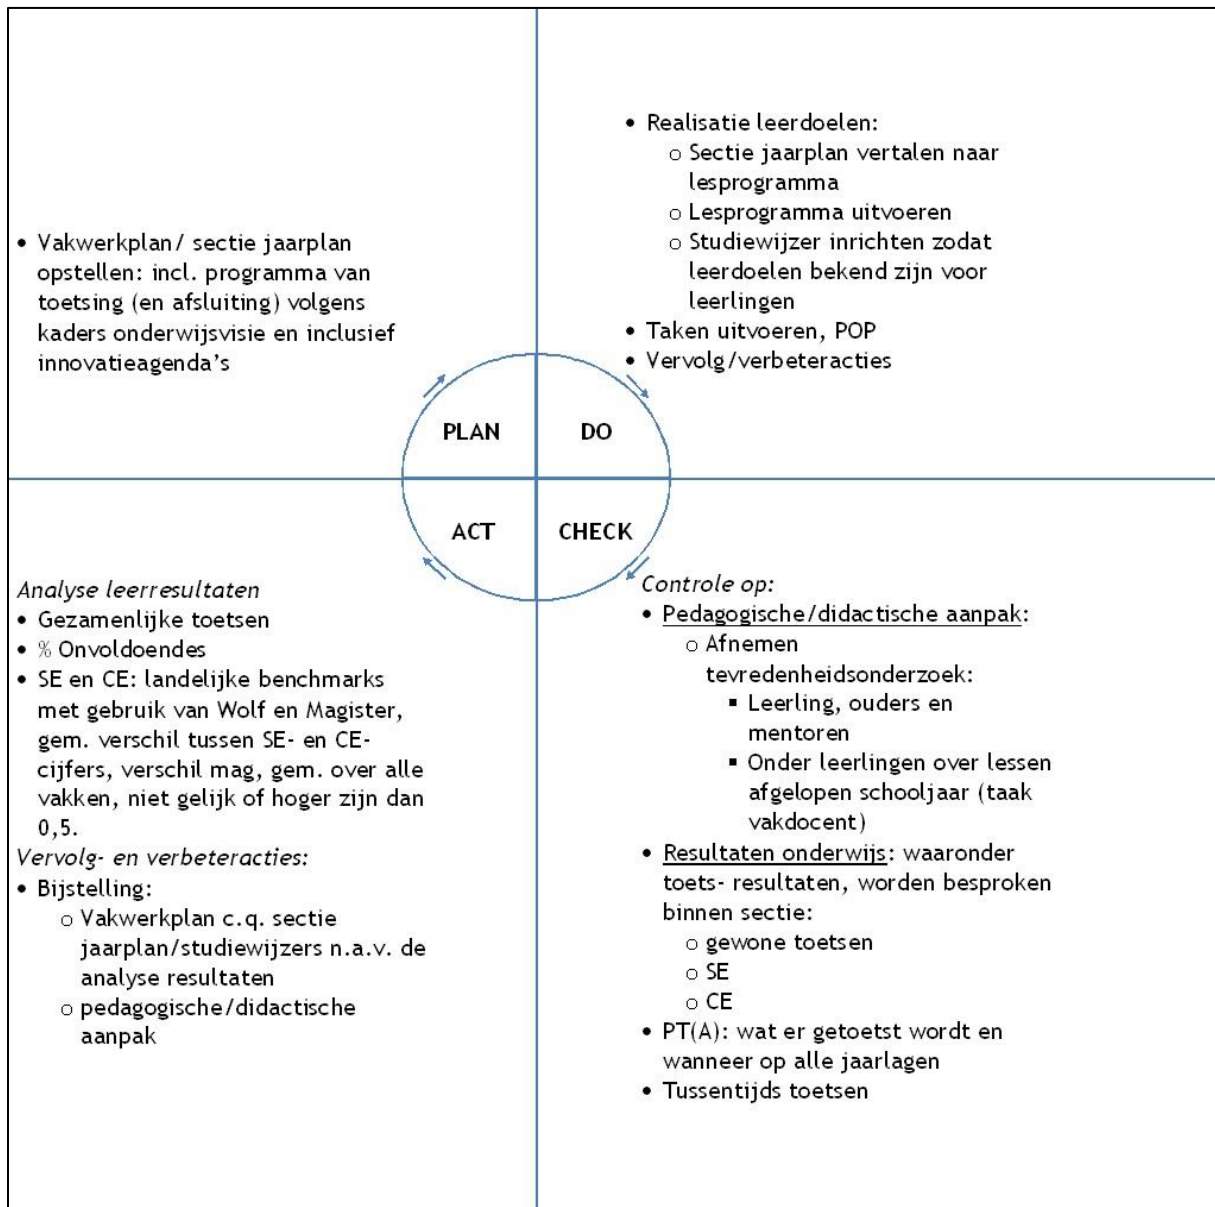 • Vakwerkplan/ sectie jaarplan
opstellen: incl. programma van
toetsing (en afsluiting) volgens
kaders onderwijsvisie en inclusief
innovatieagenda's
• Realisatie leerdoelen:
o Sectie jaarplan vertalen naar
lesprogramma
o Lesprogramma uitvoeren
o Studiewijzer inrichten zodat
leerdoelen bekend zijn voor
leerlingen
• Taken uitvoeren, POP
• Vervolg/verbeteracties
PLAN
DO
ACT
CHECK
Analyse leerresultaten
• Gezamenlijke toetsen
• % Onvoldoendes
• SE en CE: landelijke benchmarks
met gebruik van Wolf en Magister,
gem. verschil tussen SE- en CE-
cijfers, verschil mag, gem. over alle
vakken, niet gelijk of hoger zijn dan
0,5.
Vervolg- en verbeteracties:
• Bijstelling:
o Vakwerkplan c.q. sectie
jaarplan/studiewijzers n.a.v. de
analyse resultaten
o pedagogische/didactische
aanpak
Controle op:
• Pedagogische/didactische aanpak:
o Afnemen
tevredenheidsonderzoek:
▪ Leerling, ouders en
mentoren
▪ Onder leerlingen over lessen
afgelopen schooljaar (taak
vakdocent)
• Resultaten onderwijs: waaronder
toets- resultaten, worden besproken
binnen sectie:
o gewone toetsen
o SE
o CE
• PT(A): wat er getoetst wordt en
wanneer op alle jaarlagen
• Tussentijds toetsen